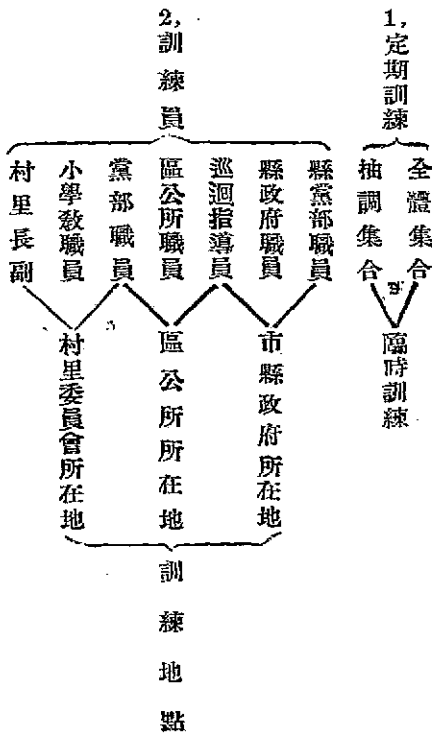 1,定期訓練
全體集合
抽調集合
臨時訓練
2,訓練員
縣黨部職員
縣政府職員
巡迴指導員
區公所職員
黨部職員
小學教職員
村里長副
市縣政府所在地
區公所所在地
村里委員會所在地
訓練地點